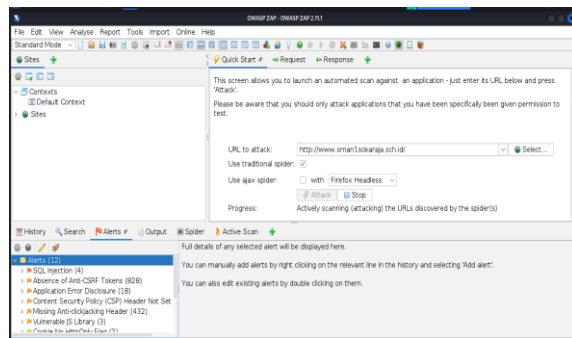 OWASP ZAP - OWASP ZAP 2.11.1
File Edit View Analyse Report Tools Import Online Help
Standard Mode
Sites
Quick Start
Request
Response
Contexts
Default Context
Sites
This screen allows you to launch an automated scan against an application - just enter its URL below and press
'Attack'.
Please be aware that you should only attack applications that you have been specifically been given permission to
test.
URL to attack: http://www.sman1sokaraja.sch.id/ Select...
Use traditional spider:
Use ajax spider: with Firefox Headless
Attack Stop
Progress: Actively scanning (attacking) the URLs discovered by the spider(s)
History Search Alerts Output Spider Active Scan
Alerts (12)
SQL Injection (4)
Absence of Anti-CSRF Tokens (828)
Application Error Disclosure (18)
Content Security Policy (CSP) Header Not Set
Missing Anti-clickjacking Header (432)
Vulnerable JS Library (3)
Cookie No HttpOnly Flag (2)
Full details of any selected alert will be displayed here.
You can manually add alerts by right clicking on the relevant line in the history and selecting 'Add alert'.
You can also edit existing alerts by double clicking on them.